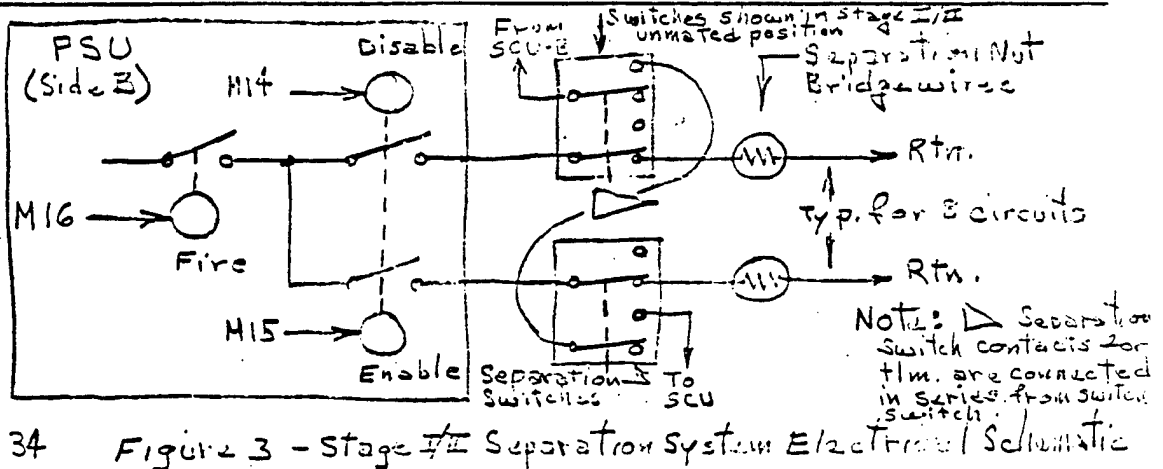 PSU
(Side B)
Disable
M14
M16
Fire
M15
Enable
From
SCU-B
Switches shown in stage I/II
unmated position
Separation Nut
Bridgewires
Rtn.
Typ. for 8 circuits
Rtn.
Separation
Switches
To
SCU
Note: Separation
switch contacts for
tlm. are connected
in series from switch
switch.
34 Figure 3 - Stage I/II Separation System Electrical Schematic